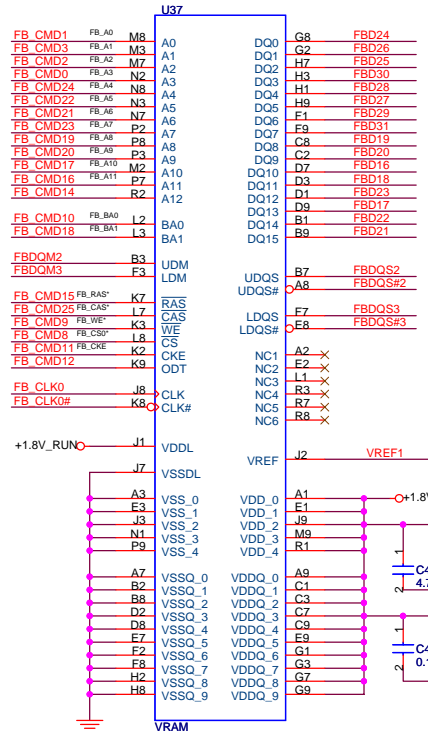 U37
FB_CMD1 FB_A0 M8 A0 DQ0 G8 FBD24
FB_CMD3 FB_A1 M3 A1 DQ1 G2 FBD26
FB_CMD2 FB_A2 M7 A2 DQ2 H7 FBD25
FB_CMD0 FB_A3 N2 A3 DQ3 H3 FBD30
FB_CMD24 FB_A4 N8 A4 DQ4 H1 FBD28
FB_CMD22 FB_A5 N3 A5 DQ5 H9 FBD27
FB_CMD21 FB_A6 N7 A6 DQ6 F1 FBD29
FB_CMD23 FB_A7 P2 A7 DQ7 F9 FBD31
FB_CMD19 FB_A8 P8 A8 DQ8 C8 FBD19
FB_CMD20 FB_A9 P3 A9 DQ9 C2 FBD20
FB_CMD17 FB_A10 M2 A10 DQ10 D7 FBD16
FB_CMD16 FB_A11 P7 A11 DQ11 D3 FBD18
FB_CMD14 R2 A12 DQ12 D1 FBD23
DQ13 D9 FBD17
FB_CMD10 FB_BA0 L2 BA0 DQ14 B1 FBD22
FB_CMD18 FB_BA1 L3 BA1 DQ15 B9 FBD21
FBDQM2 B3 UDM UDQS B7 FBDQS2
FBDQM3 F3 LDM UDQS# A8 FBDQS#2
FB_CMD15 FB_RAS* K7 RAS LDQS F7 FBDQS3
FB_CMD25 FB_CAS* L7 CAS LDQS# E8 FBDQS#3
FB_CMD9 FB_WE* K3 WE
FB_CMD8 FB_CS0* L8 CS NC1 A2
FB_CMD11 FB_CKE K2 CKE NC2 E2
FB_CMD12 K9 ODT NC3 L1
FB_CLK0 J8 CLK NC4 R3
FB_CLK0# K8 CLK# NC5 R7
NC6 R8
+1.8V_RUN J1 VDDL
VREF J2 VREF1
J7 VSSDL
A3 VSS_0 VDD_0 A1 +1.8V
E3 VSS_1 VDD_1 E1
J3 VSS_2 VDD_2 J9
N1 VSS_3 VDD_3 M9
P9 VSS_4 VDD_4 R1
A7 VSSQ_0 VDDQ_0 A9
B2 VSSQ_1 VDDQ_1 C1
B8 VSSQ_2 VDDQ_2 C3
D2 VSSQ_3 VDDQ_3 C7
D8 VSSQ_4 VDDQ_4 C9
E7 VSSQ_5 VDDQ_5 E9
F2 VSSQ_6 VDDQ_6 G1
F8 VSSQ_7 VDDQ_7 G3
H2 VSSQ_8 VDDQ_8 G7
H8 VSSQ_9 VDDQ_9 G9
1
C4
4.7
2
1
C4
0.1
2
VRAM